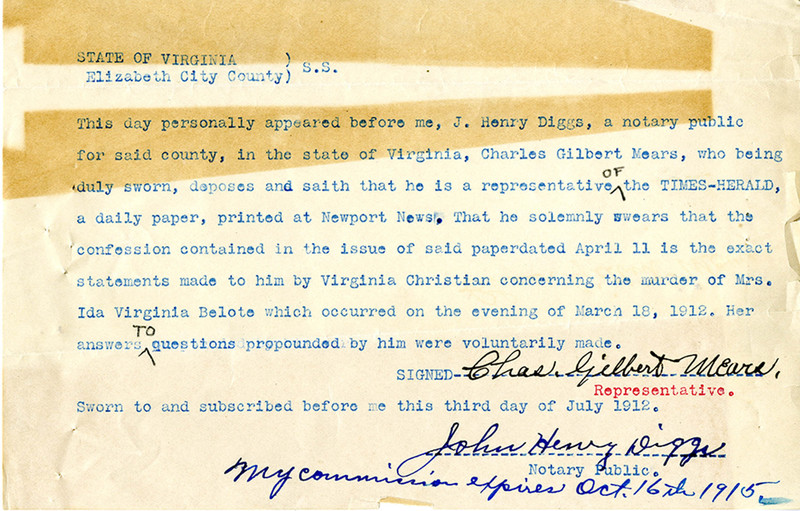 STATE OF VIRGINIA )
Elizabeth City County) S.S.
This day personally appeared before me, J. Henry Diggs, a notary public
for said county, in the state of Virginia, Charles Gilbert Mears, who being
duly sworn, deposes and saith that he is a representative OF the TIMES-HERALD,
a daily paper, printed at Newport News. That he solemnly swears that the
confession contained in the issue of said paperdated April 11 is the exact
statements made to him by Virginia Christian concerning the murder of Mrs.
Ida Virginia Belote which occurred on the evening of March 18, 1912. Her
answers TO questions propounded by him were voluntarily made.
SIGNED- Chas. Gilbert Mears.
Representative.
Sworn to and subscribed before me this third day of July 1912.
John Henry Diggs
Notary Public.
My commission expires Oct. 16th 1915.